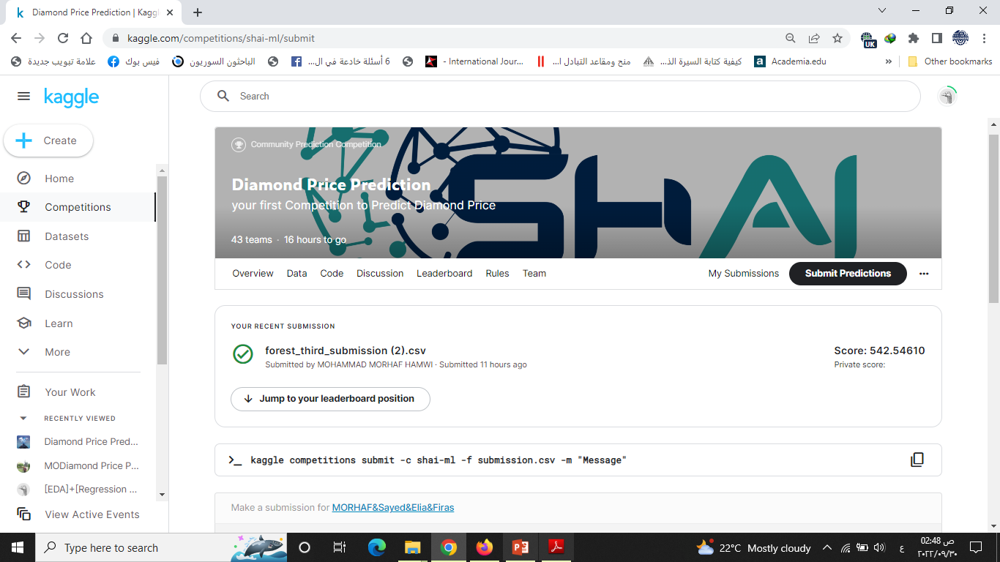 Diamond Price Prediction | Kaggl
kaggle.com/competitions/shai-ml/submit
UK
علامة تبويب جديدة
فيس بوك
الباحثون السوريون
6 أسئلة خادعة في ال...
- International Jour...
منح ومقاعد التبادل ا...
كيفية كتابة السيرة الذ...
a Academia.edu
» Other bookmarks
kaggle
Search
Create
Home
Competitions
Datasets
Code
Discussions
Learn
More
Your Work
RECENTLY VIEWED
Diamond Price Pred...
MODiamond Price P...
[EDA]+[Regression ...
View Active Events
Community Prediction Competition
SHAI
Diamond Price Prediction
your first Competition to Predict Diamond Price
43 teams · 16 hours to go
Overview Data Code Discussion Leaderboard Rules Team My Submissions Submit Predictions
YOUR RECENT SUBMISSION
forest_third_submission (2).csv Score: 542.54610
Submitted by MOHAMMAD MORHAF HAMWI · Submitted 11 hours ago Private score:
Jump to your leaderboard position
>_ kaggle competitions submit -c shai-ml -f submission.csv -m "Message"
Make a submission for MORHAF&Sayed&Elia&Firas
Type here to search
22°C Mostly cloudy
ع
02:48 ص
٢٠٢٢/٠٩/٣٠